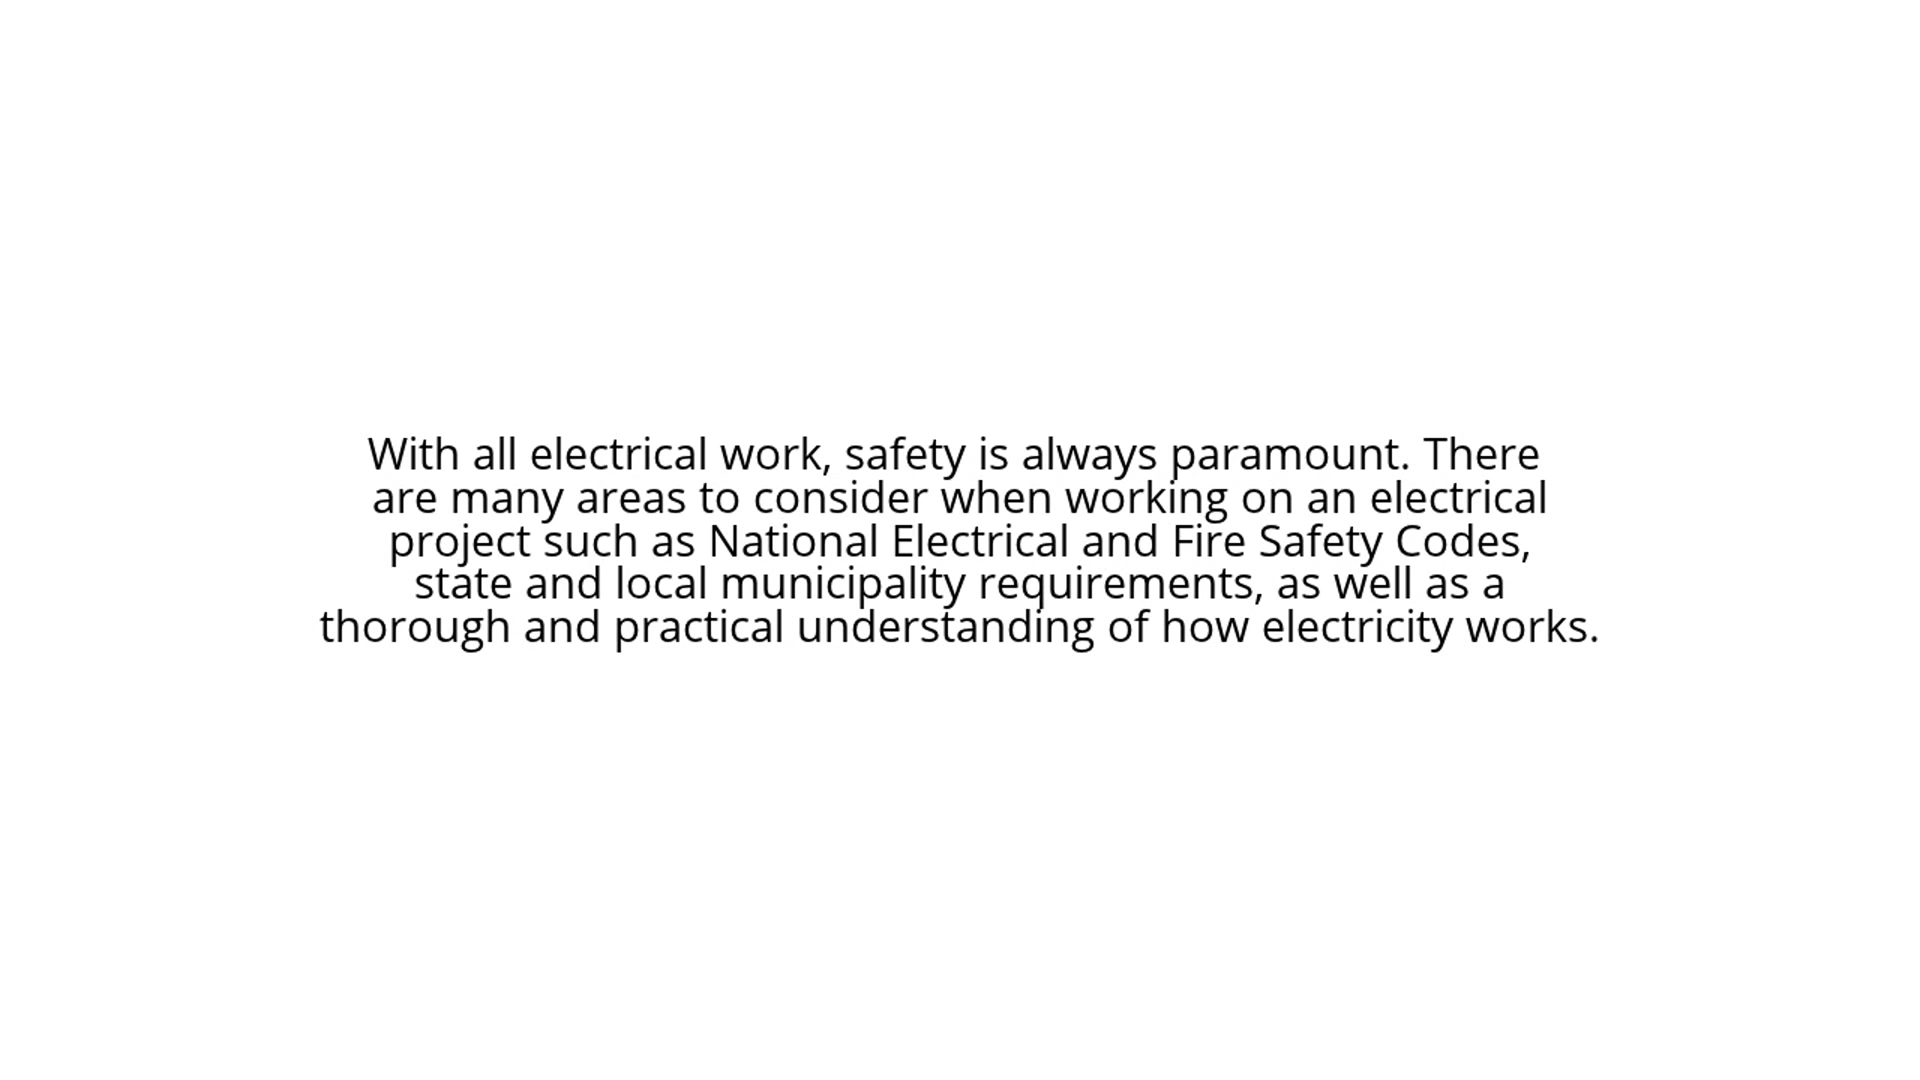 With all electrical work, safety is always paramount. There
are many areas to consider when working on an electrical
project such as National Electrical and Fire Safety Codes,
state and local municipality requirements, as well as a
thorough and practical understanding of how electricity works.